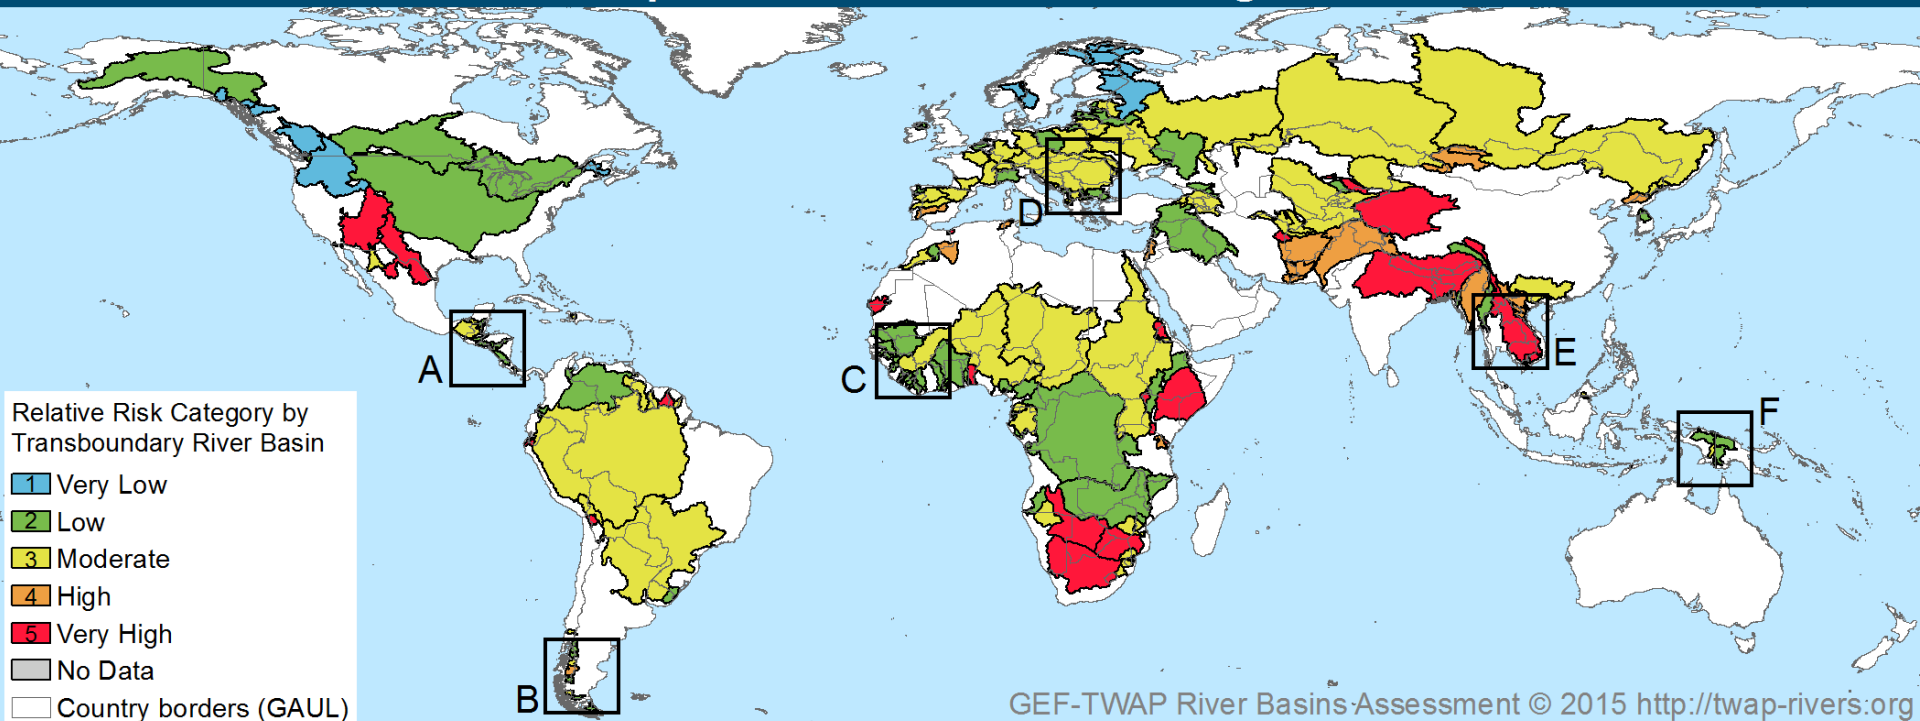 A
B
C
D
E
F
Relative Risk Category by
Transboundary River Basin
1 Very Low
2 Low
3 Moderate
4 High
5 Very High
No Data
Country borders (GAUL)
GEF-TWAP River Basins Assessment © 2015 http://twap-rivers.org